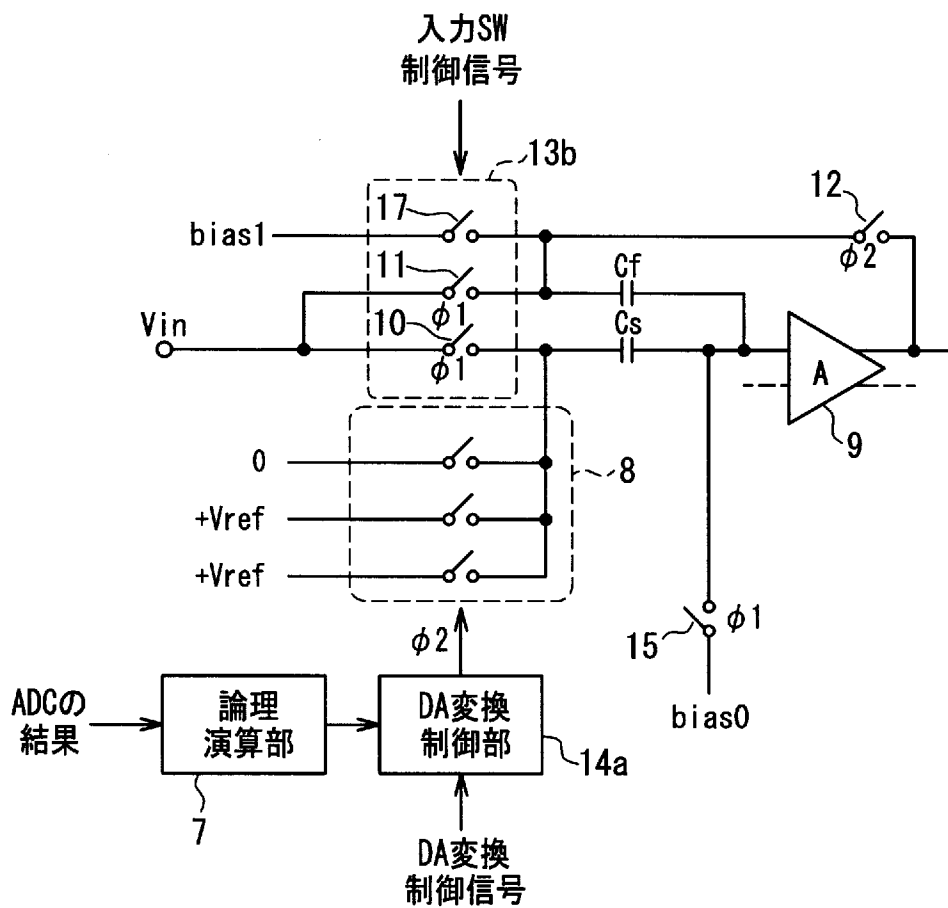 入力SW
制御信号
13b
17
12
bias1
φ2
11
Cf
φ1
Vin
10
Cs
φ1
A
9
0
8
+Vref
+Vref
φ2
15
φ1
bias0
ADCの
結果
論理
演算部
DA変換
制御部
14a
7
DA変換
制御信号